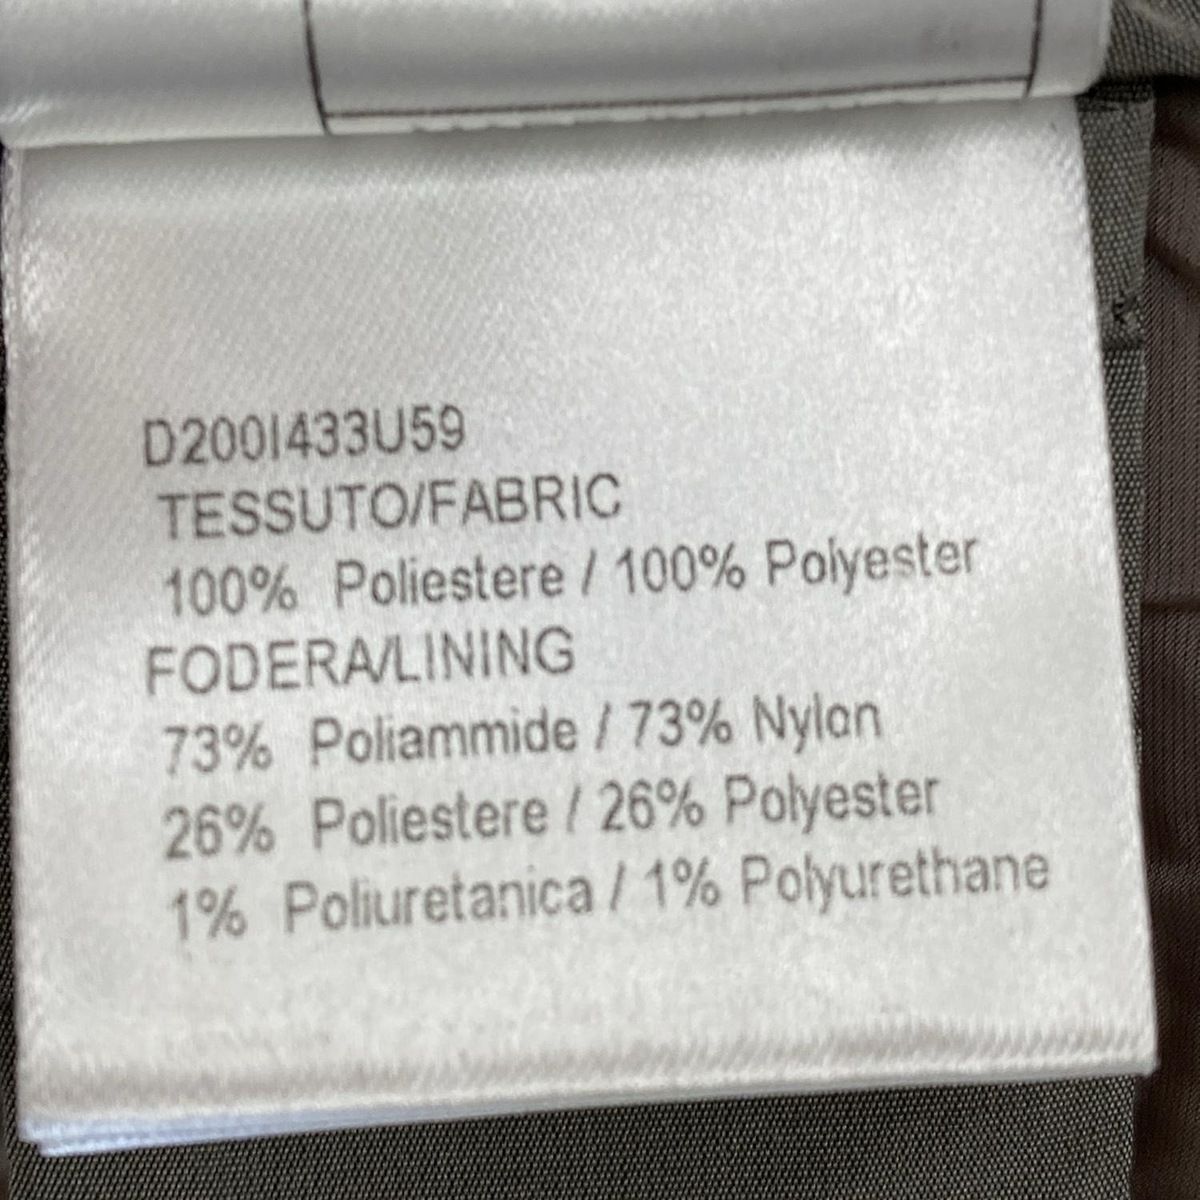 D200I433U59
TESSUTO/FABRIC
100% Poliestere / 100% Polyester
FODERA/LINING
73% Poliammide / 73% Nylon
26% Poliestere / 26% Polyester
1% Poliuretanica / 1% Polyurethane